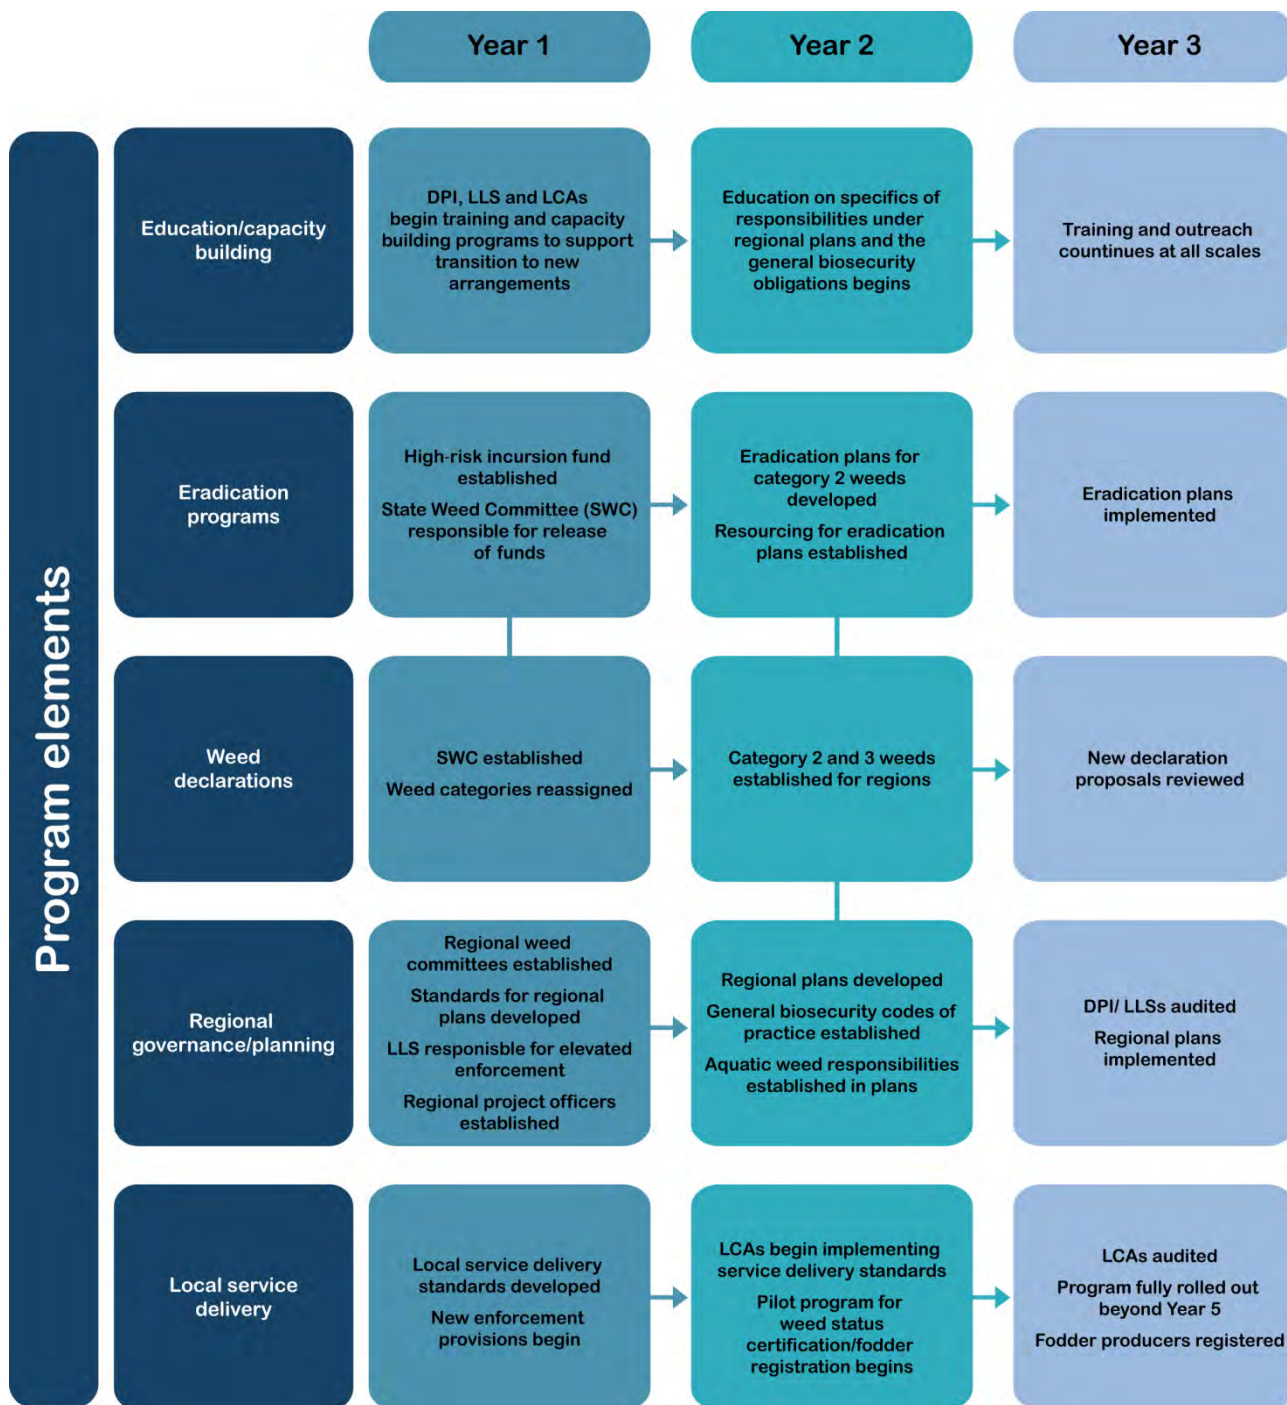 Year 1
Year 2
Year 3
Program elements
Education/capacity
building
DPI, LLS and LCAs
begin training and capacity
building programs to support
transition to new
arrangements
Education on specifics of
responsibilities under
regional plans and the
general biosecurity
obligations begins
Training and outreach
countinues at all scales
Eradication
programs
High-risk incursion fund
established
State Weed Committee (SWC)
responsible for release
of funds
Eradication plans for
category 2 weeds
developed
Resourcing for eradication
plans established
Eradication plans
implemented
Weed
declarations
SWC established
Weed categories reassigned
Category 2 and 3 weeds
established for regions
New declaration
proposals reviewed
Regional
governance/planning
Regional weed
committees established
Standards for regional
plans developed
LLS responisble for elevated
enforcement
Regional project officers
established
Regional plans developed
General biosecurity codes of
practice established
Aquatic weed responsibilities
established in plans
DPI/ LLSs audited
Regional plans
implemented
Local service
delivery
Local service delivery
standards developed
New enforcement
provisions begin
LCAs begin implementing
service delivery standards
Pilot program for
weed status
certification/fodder
registration begins
LCAs audited
Program fully rolled out
beyond Year 5
Fodder producers registered